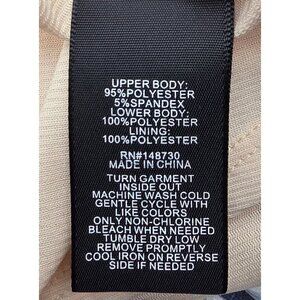 UPPER BODY:
95%POLYESTER
5%SPANDEX
LOWER BODY:
100%POLYESTER
LINING:
100%POLYESTER
RN#148730
MADE IN CHINA
TURN GARMENT
INSIDE OUT
MACHINE WASH COLD
GENTLE CYCLE WITH
LIKE COLORS
ONLY NON-CHLORINE
BLEACH WHEN NEEDED
TUMBLE DRY LOW
REMOVE PROMPTLY
COOL IRON ON REVERSE
SIDE IF NEEDED